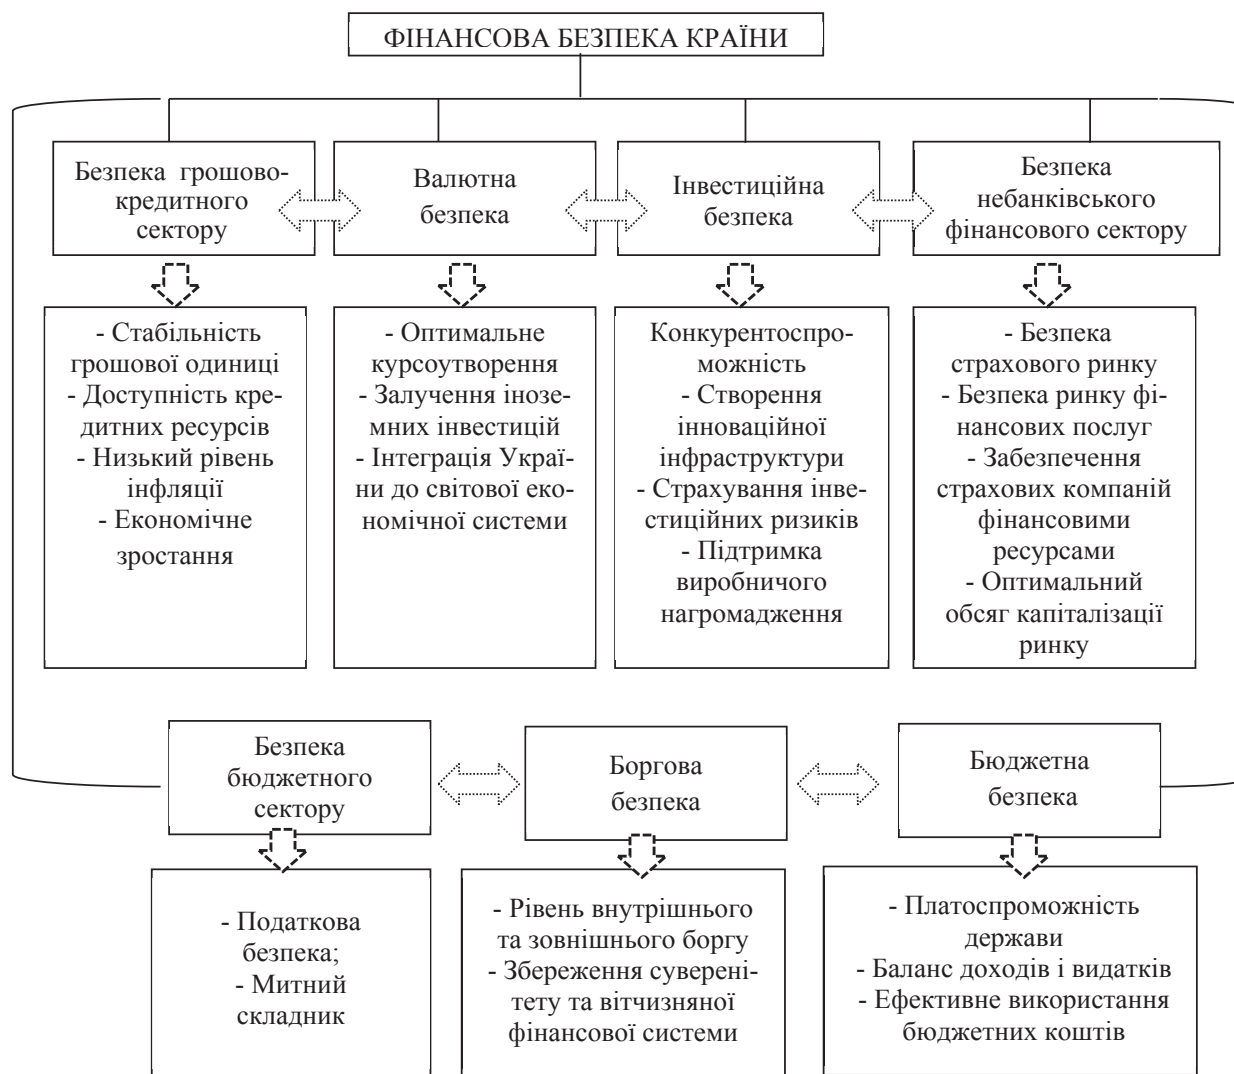 ФІНАНСОВА БЕЗПЕКА КРАЇНИ
Безпека грошово-
кредитного
сектору
Валютна
безпека
Інвестиційна
безпека
Безпека
небанківського
фінансового сектору
- Стабільність
грошової одиниці
- Доступність кре-
дитних ресурсів
- Низький рівень
інфляції
- Економічне
зростання
- Оптимальне
курсоутворення
- Залучення інозе-
мних інвестицій
- Інтеграція Украї-
ни до світової еко-
номічної системи
Конкурентоспро-
можність
- Створення
інноваційної
інфраструктури
- Страхування інве-
стиційних ризиків
- Підтримка
виробничого
нагромадження
- Безпека
страхового ринку
- Безпека ринку фі-
нансових послуг
- Забезпечення
страхових компаній
фінансовими
ресурсами
- Оптимальний
обсяг капіталізації
ринку
Безпека
бюджетного
сектору
Боргова
безпека
Бюджетна
безпека
- Податкова
безпека;
- Митний
складник
- Рівень внутрішнього
та зовнішнього боргу
- Збереження сувере­ні-
тету та вітчизняної
фінансової системи
- Платоспроможність
держави
- Баланс доходів і видатків
- Ефективне використання
бюджетних коштів